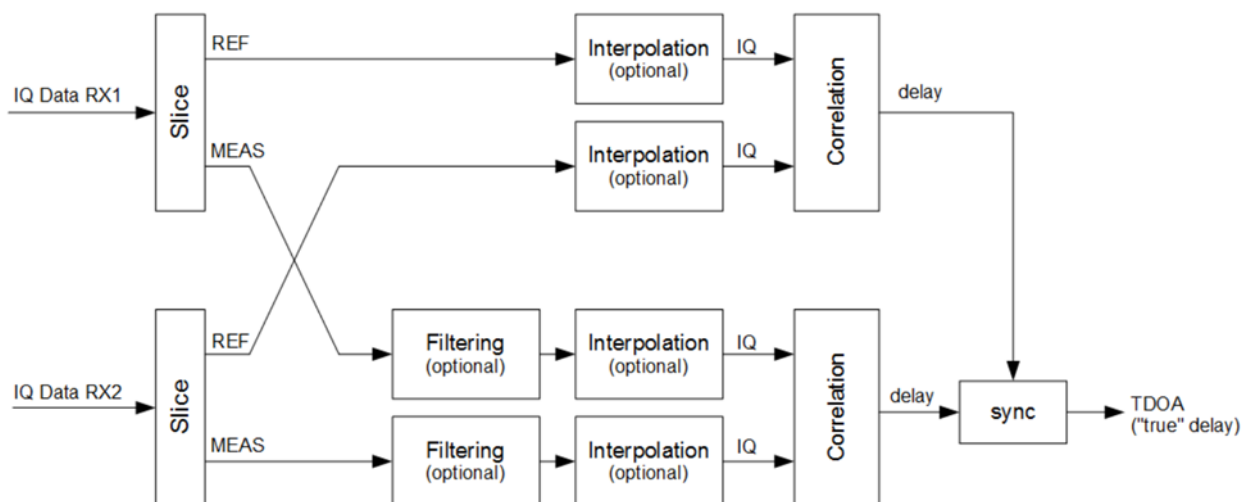 REF
Interpolation
(optional)
IQ
IQ Data RX1
Slice
delay
Correlation
MEAS
Interpolation
(optional)
IQ
REF
Filtering
(optional)
Interpolation
(optional)
IQ
IQ Data RX2
Slice
Correlation
delay
sync
TDOA
("true" delay)
MEAS
Filtering
(optional)
Interpolation
(optional)
IQ